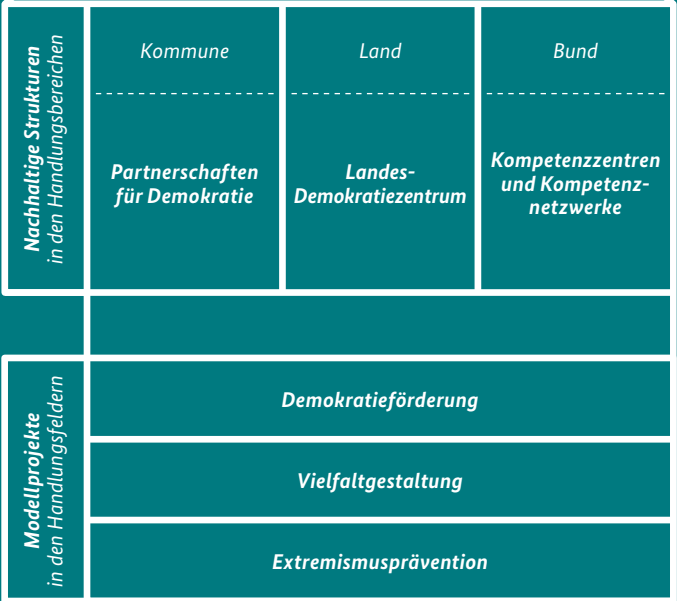 Nachhaltige Strukturen
in den Handlungsbereichen
Kommune
Land
Bund
Partnerschaften
für Demokratie
Landes-
Demokratiezentrum
Kompetenzzentren
und Kompetenz-
netzwerke
Modellprojekte
in den Handlungsfeldern
Demokratieförderung
Vielfaltgestaltung
Extremismusprävention